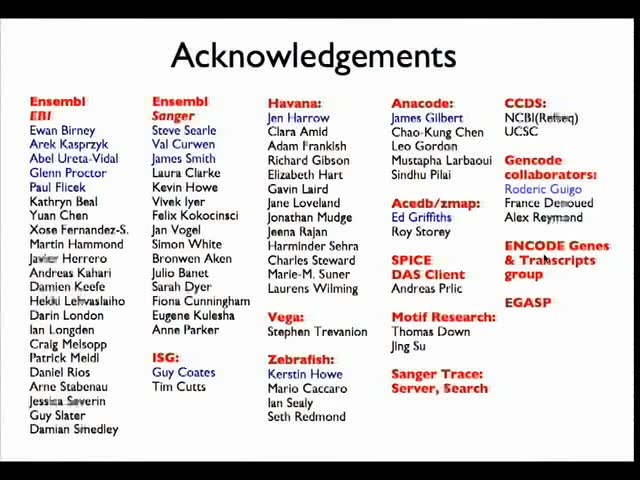 Acknowledgements
Ensembl
EBI
Ewan Birney
Arek Kasprzyk
Abel Ureta-Vidal
Glenn Proctor
Paul Flicek
Kathryn Beal
Yuan Chen
Xose Fernandez-S.
Martin Hammond
Javier Herrero
Andreas Kahari
Damien Keefe
Hekki Lehvaslaiho
Darin London
Ian Longden
Craig Melsopp
Patrick Meidl
Daniel Rios
Arne Stabenau
Jessica Severin
Guy Slater
Damian Smedley
Ensembl
Sanger
Steve Searle
Val Curwen
James Smith
Laura Clarke
Kevin Howe
Vivek Iyer
Felix Kokocinsci
Jan Vogel
Simon White
Bronwen Aken
Julio Banet
Sarah Dyer
Fiona Cunningham
Eugene Kulesha
Anne Parker
ISG:
Guy Coates
Tim Cutts
Havana:
Jen Harrow
Clara Amid
Adam Frankish
Richard Gibson
Elizabeth Hart
Gavin Laird
Jane Loveland
Jonathan Mudge
Jeena Rajan
Harminder Sehra
Charles Steward
Marie-M. Suner
Laurens Wilming
Vega:
Stephen Trevanion
Zebrafish:
Kerstin Howe
Mario Caccaro
Ian Sealy
Seth Redmond
Anacode:
James Gilbert
Chao-Kung Chen
Leo Gordon
Mustapha Larbaoui
Sindhu Pilai
Acedb/zmap:
Ed Griffiths
Roy Storey
SPICE
DAS Client
Andreas Prlic
Motif Research:
Thomas Down
Jing Su
Sanger Trace:
Server, Search
CCDS:
NCBI(Refseq)
UCSC
Gencode
collaborators:
Roderic Guigo
France Denoued
Alex Reymond
ENCODE Genes
& Transcripts
group
EGASP